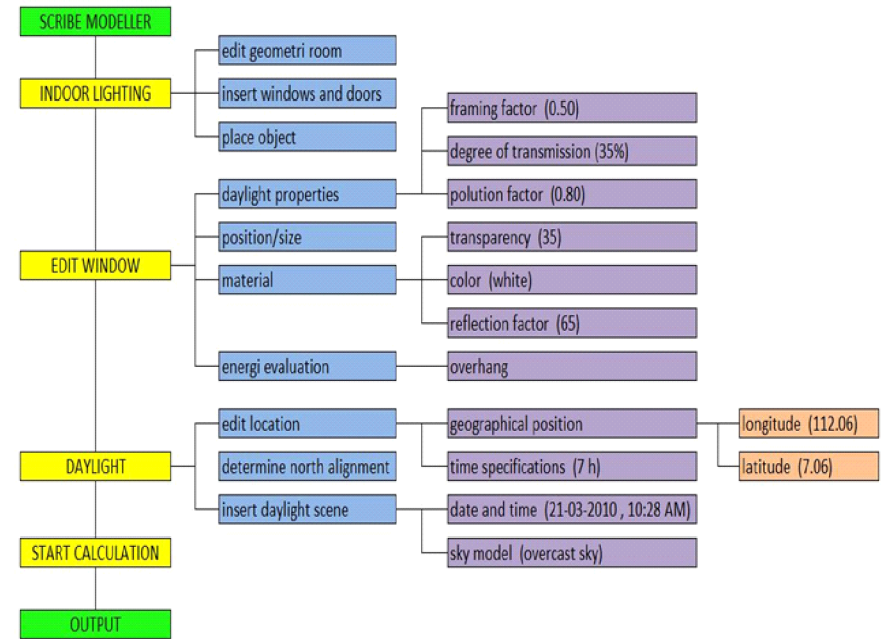 SCRIBE MODELLER
INDOOR LIGHTING
edit geometri room
insert windows and doors
place object
EDIT WINDOW
daylight properties
framing factor (0.50)
degree of transmission (35%)
polution factor (0.80)
position/size
material
transparency (35)
color (white)
reflection factor (65)
energi evaluation
overhang
DAYLIGHT
edit location
geographical position
longitude (112.06)
latitude (7.06)
time specifications (7 h)
determine north alignment
insert daylight scene
date and time (21-03-2010 , 10:28 AM)
sky model (overcast sky)
START CALCULATION
OUTPUT